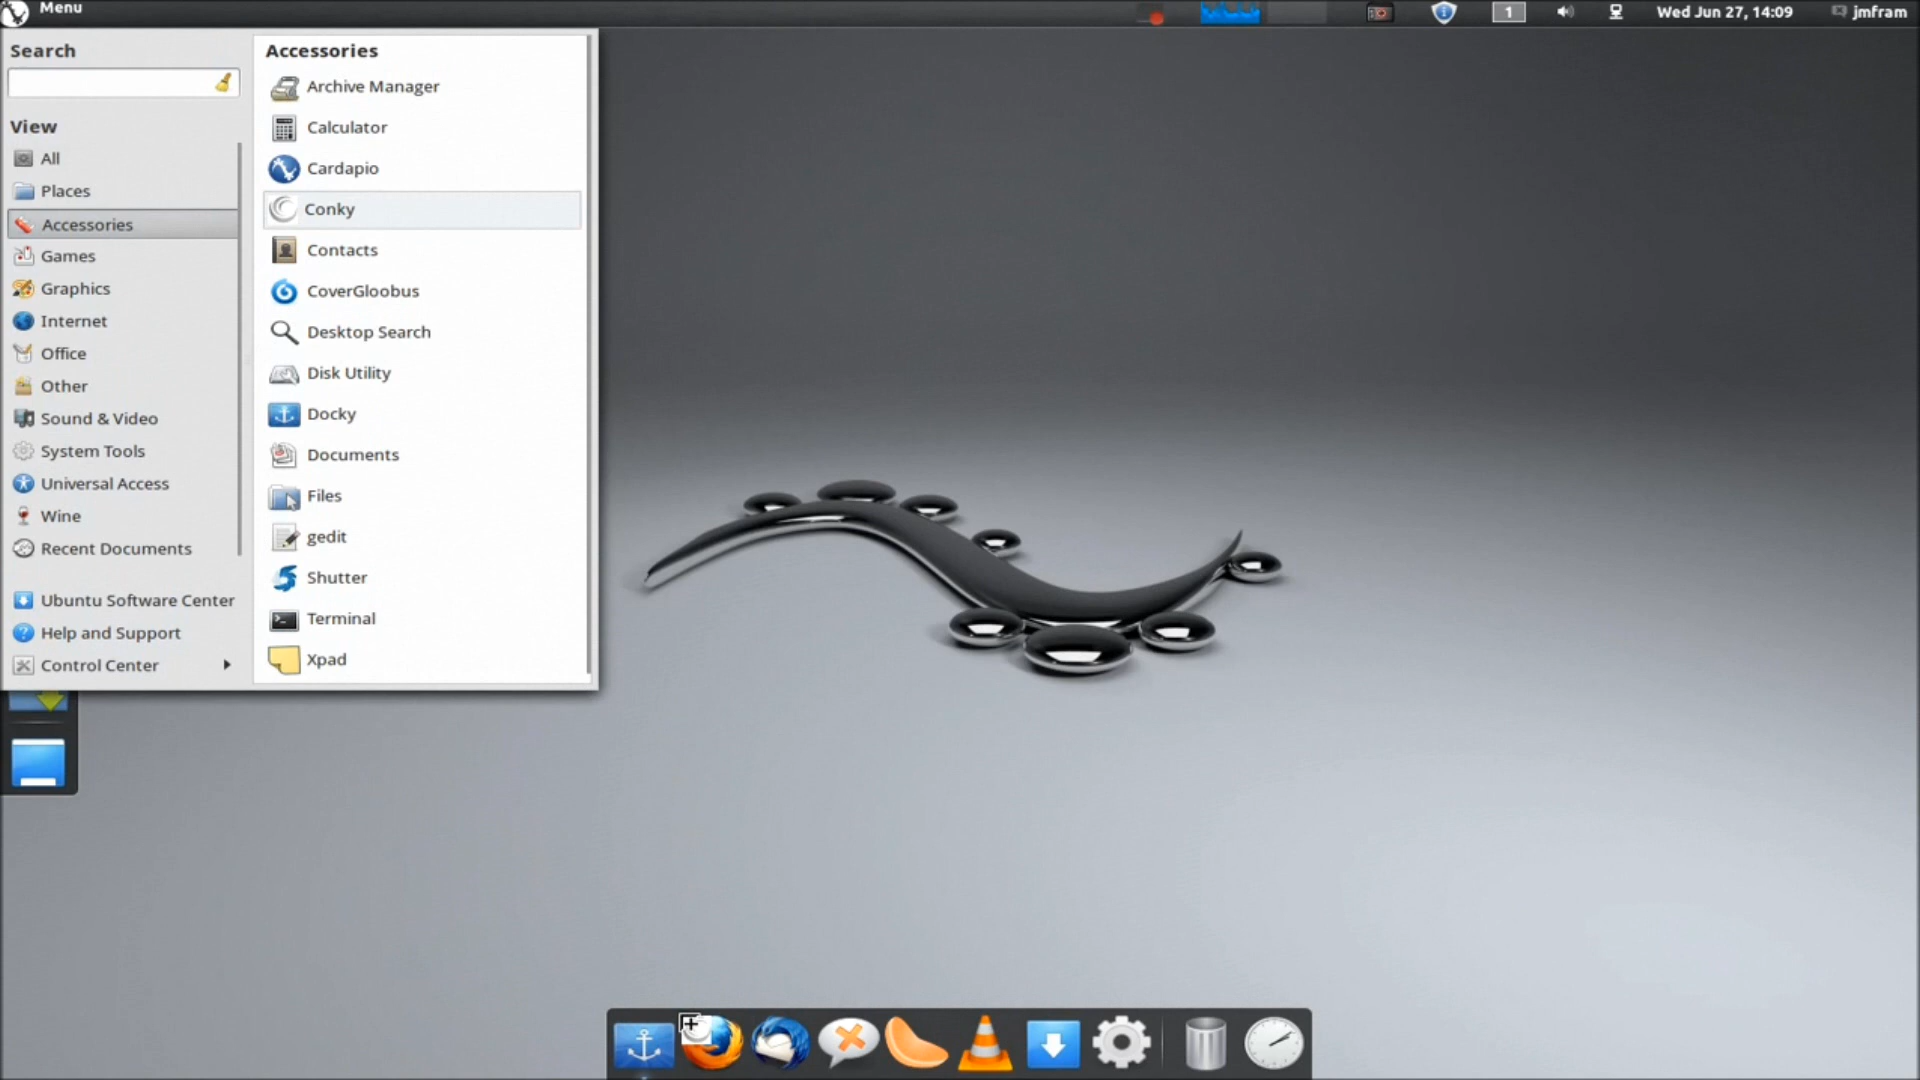 Menu
1
Wed Jun 27, 14:09
jmfram
Search
View
All
Places
Accessories
Games
Graphics
Internet
Office
Other
Sound & Video
System Tools
Universal Access
Wine
Recent Documents
Ubuntu Software Center
Help and Support
Control Center
Accessories
Archive Manager
Calculator
Cardapio
Conky
Contacts
CoverGloobus
Desktop Search
Disk Utility
Docky
Documents
Files
gedit
Shutter
Terminal
Xpad